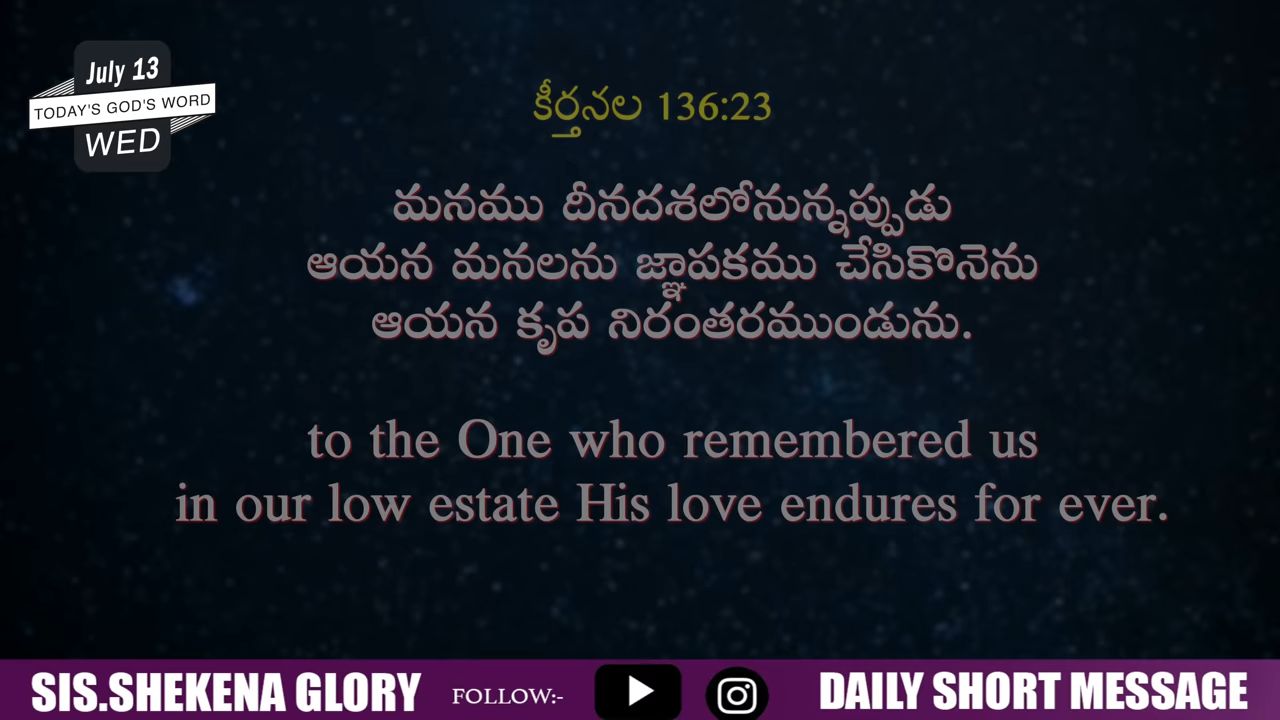 July 13
TODAY'S GOD'S WORD
WED
కీర్తనల 136:23
మనము దీనదశలోనున్నప్పుడు
ఆయన మనలను జ్ఞాపకము చేసికొనెను
ఆయన కృప నిరంతరముండును.
to the One who remembered us
in our low estate His love endures for ever.
SIS.SHEKENA GLORY FOLLOW:- DAILY SHORT MESSAGE